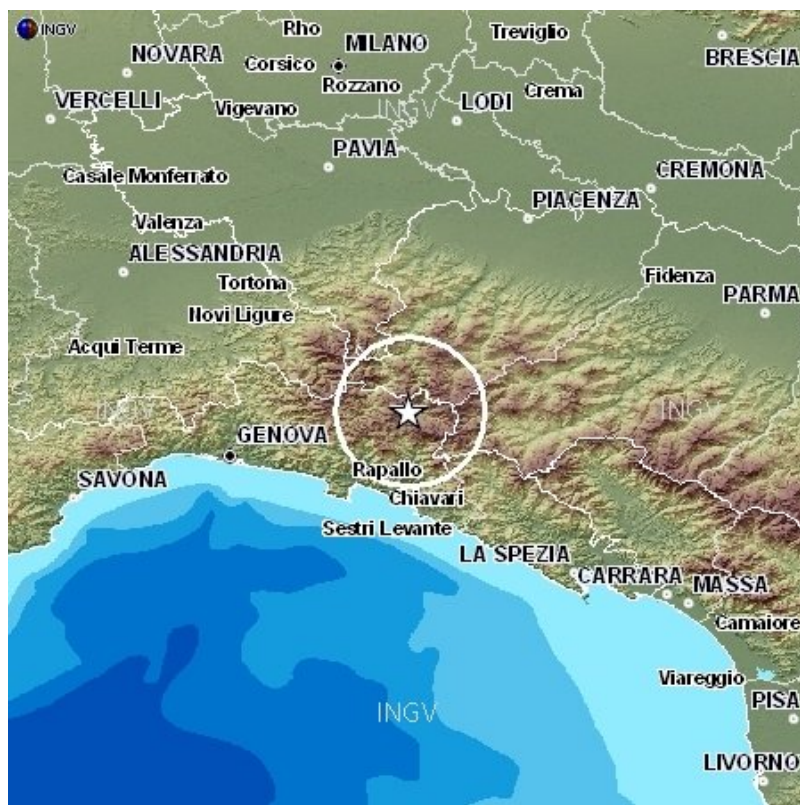 INGV
Rho
MILANO
Treviglio
NOVARA
BRESCIA
Corsico
Rozzano
VERCELLI
Vigevano
INGV
LODI
Crema
PAVIA
Casale Monferrato
CREMONA
PIACENZA
Valenza
ALESSANDRIA
Tortona
Fidenza
PARMA
Novi Ligure
Acqui Terme
INGV
INGV
INGV
GENOVA
SAVONA
Rapallo
Chiavari
Sestri Levante
LA SPEZIA
CARRARA
MASSA
Camaiore
Viareggio
PISA
INGV
LIVORNO